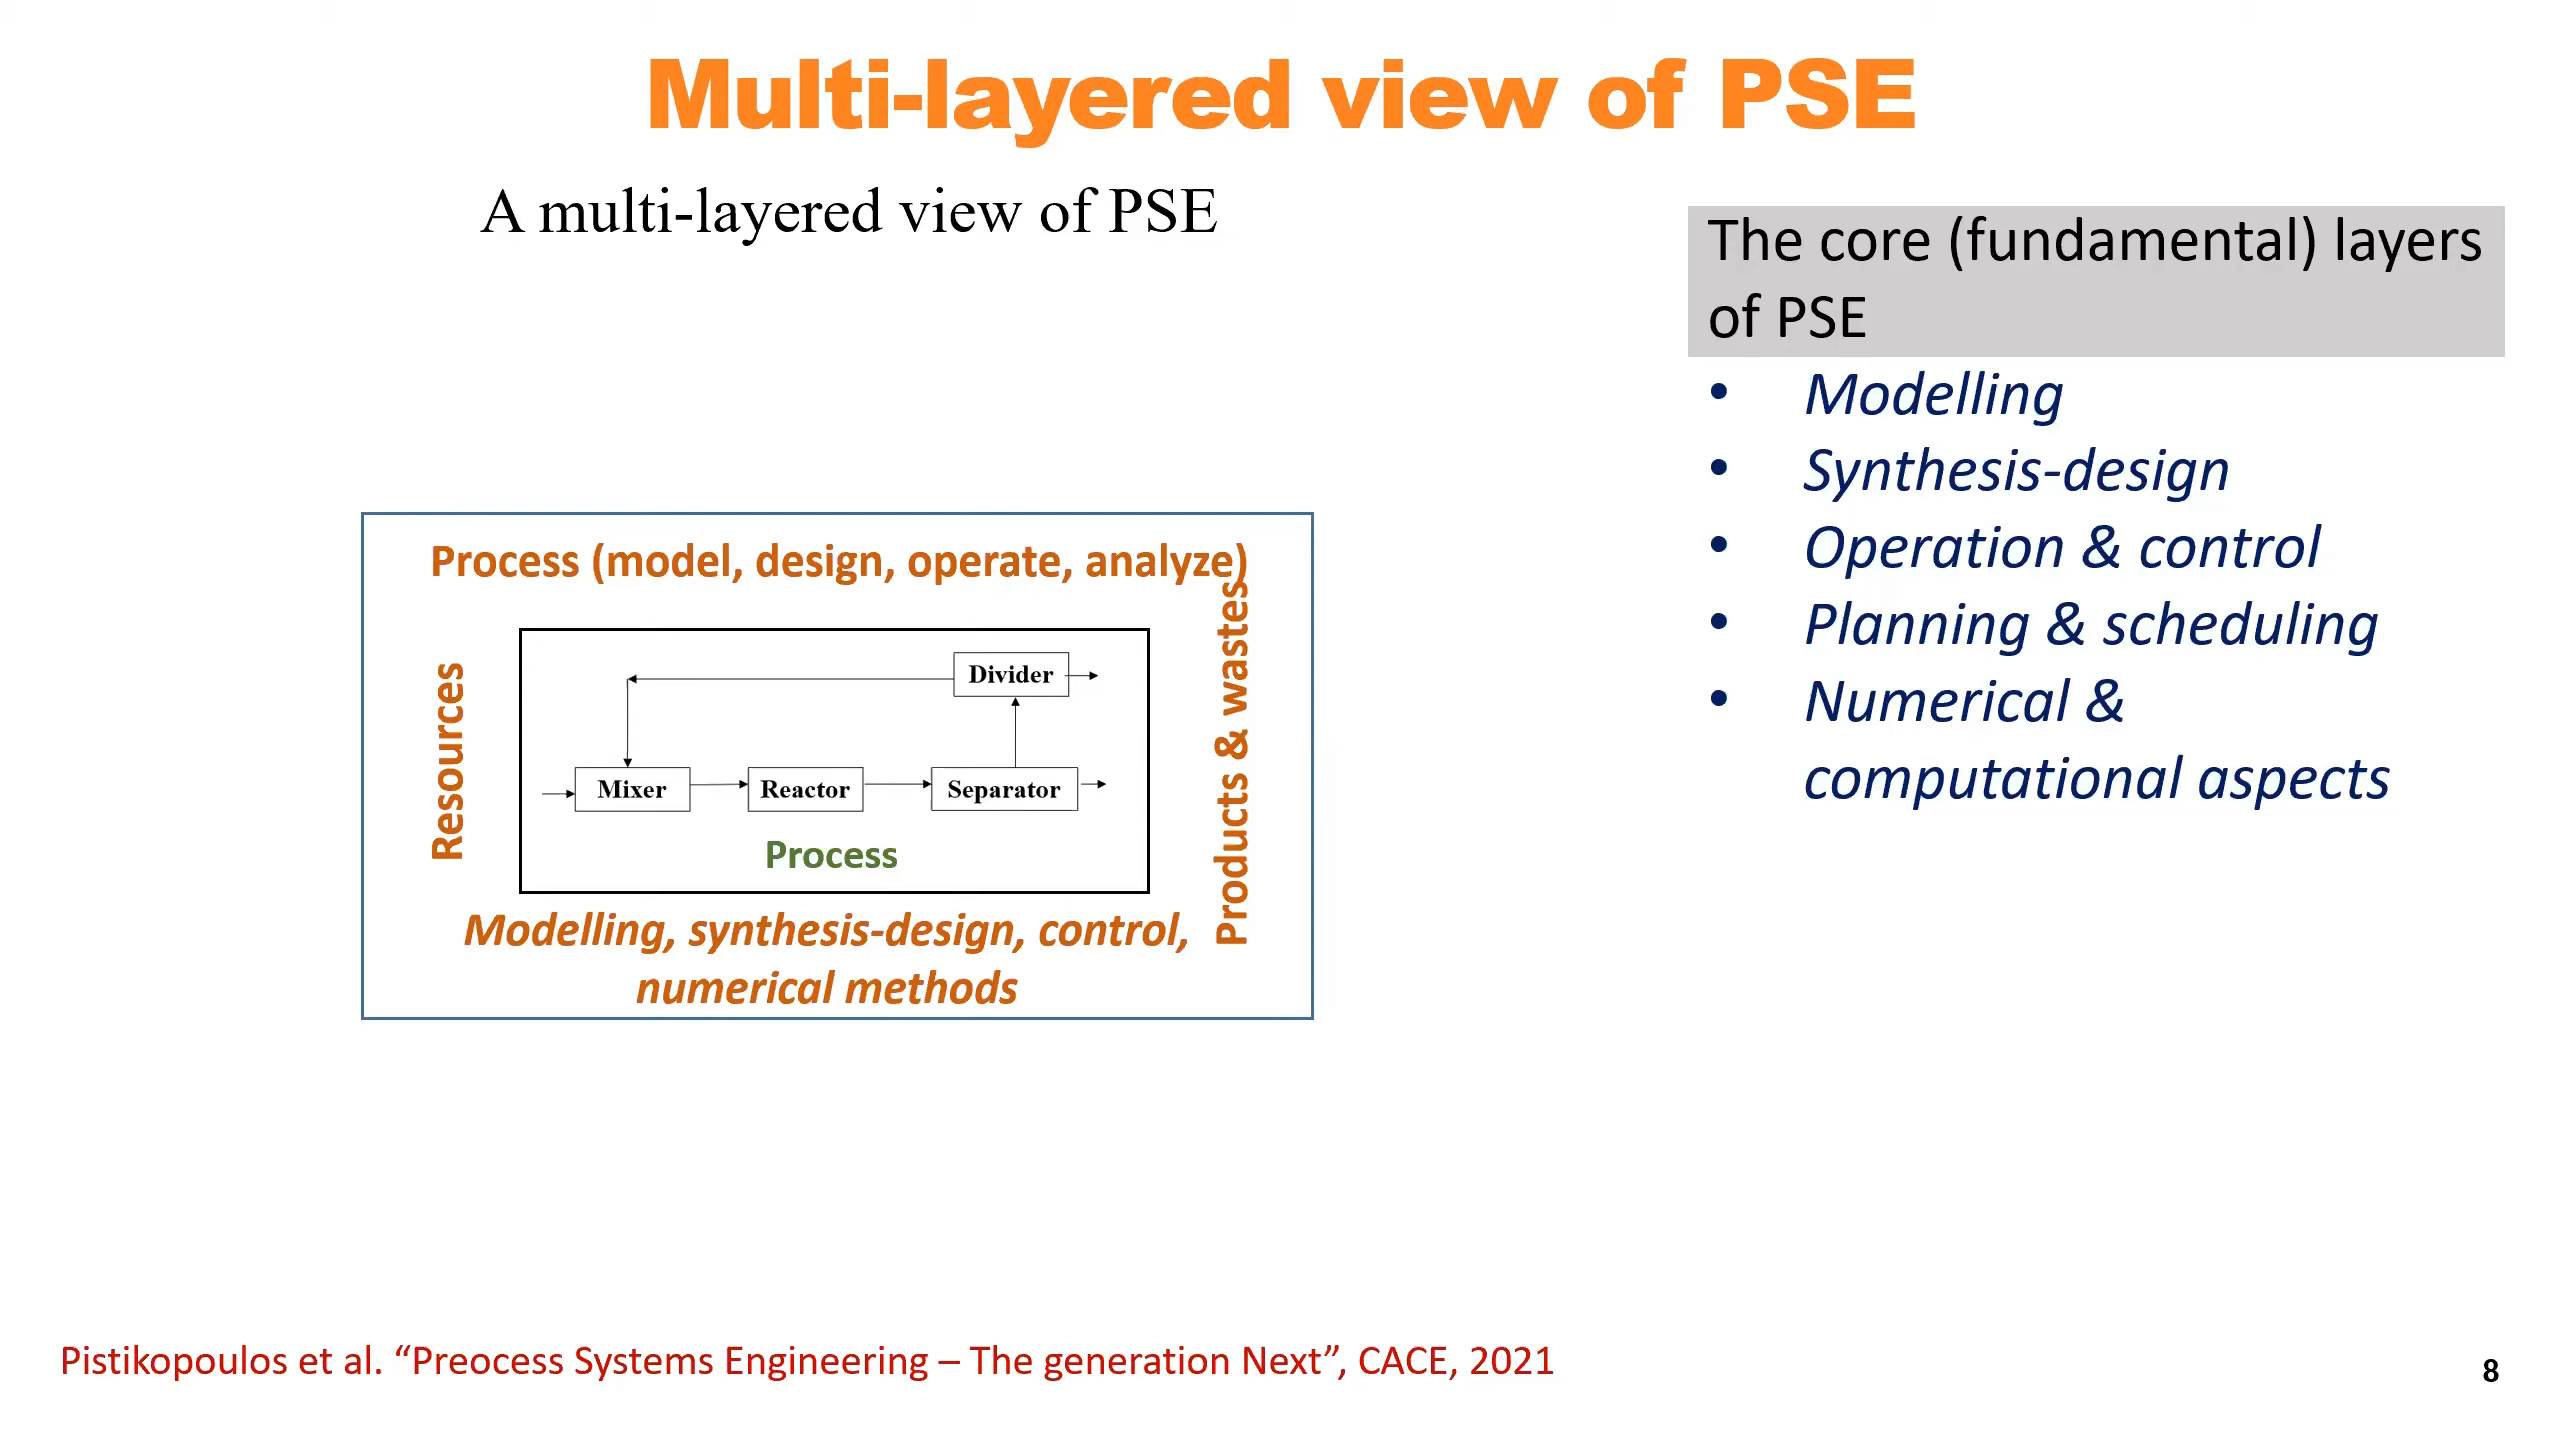 Multi-layered view of PSE
A multi-layered view of PSE
Process (model, design, operate, analyze)
Resources
Divider
Mixer
Reactor
Separator
Process
Products & wastes
Modelling, synthesis-design, control,
numerical methods
The core (fundamental) layers
of PSE
• Modelling
• Synthesis-design
• Operation & control
• Planning & scheduling
• Numerical &
computational aspects
Pistikopoulos et al. “Preocess Systems Engineering – The generation Next”, CACE, 2021
8